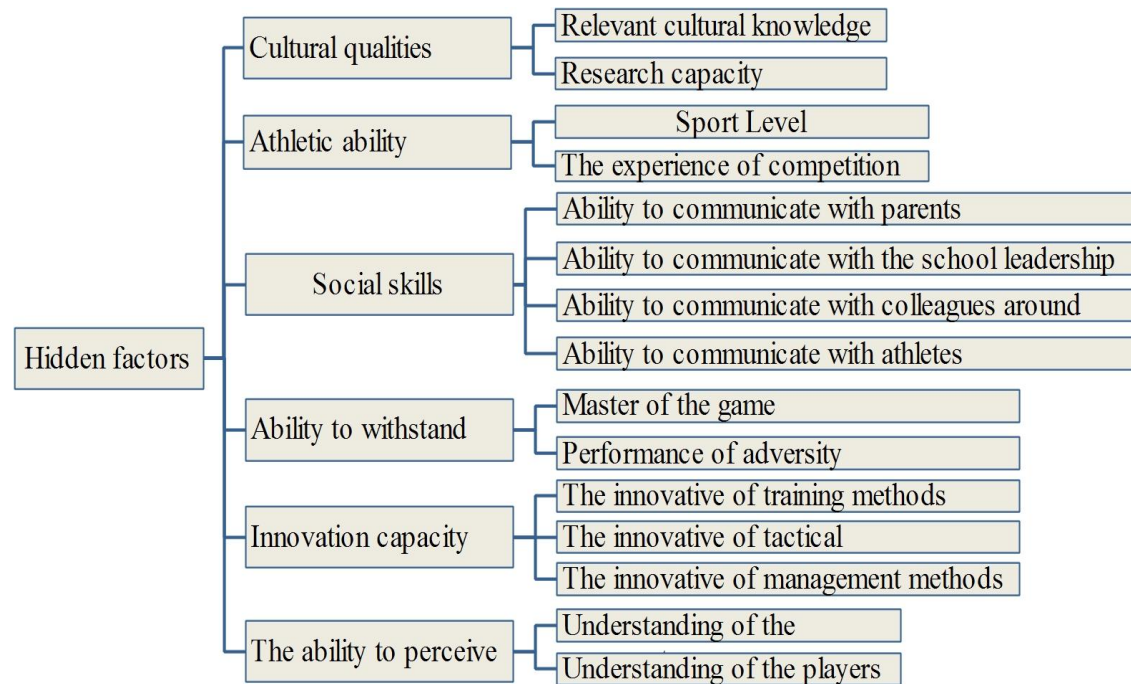 Hidden factors
Cultural qualities
Relevant cultural knowledge
Research capacity
Athletic ability
Sport Level
The experience of competition
Social skills
Ability to communicate with parents
Ability to communicate with the school leadership
Ability to communicate with colleagues around
Ability to communicate with athletes
Ability to withstand
Master of the game
Performance of adversity
Innovation capacity
The innovative of training methods
The innovative of tactical
The innovative of management methods
The ability to perceive
Understanding of the
Understanding of the players